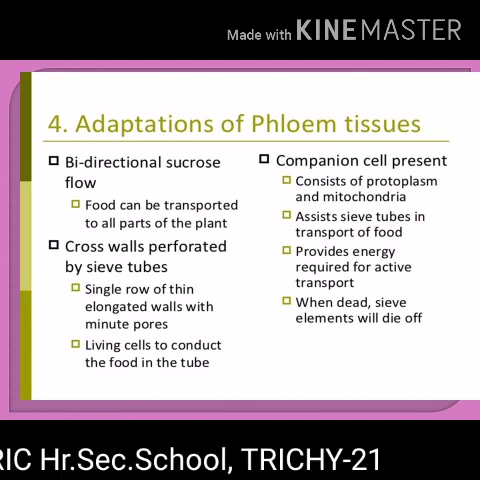 Made with KINEMASTER
4. Adaptations of Phloem tissues
Bi-directional sucrose
flow
Food can be transported
to all parts of the plant
Cross walls perforated
by sieve tubes
Single row of thin
elongated walls with
minute pores
Living cells to conduct
the food in the tube
Companion cell present
Consists of protoplasm
and mitochondria
Assists sieve tubes in
transport of food
Provides energy
required for active
transport
When dead, sieve
elements will die off
RIC Hr.Sec.School, TRICHY-21